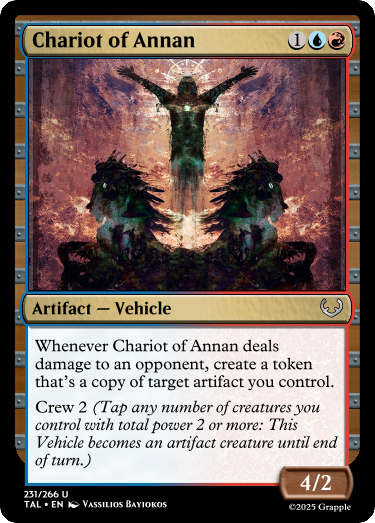 Chariot of Annan 1
Artifact — Vehicle
Whenever Chariot of Annan deals
damage to an opponent, create a token
that's a copy of target artifact you control.
Crew 2 (Tap any number of creatures you
control with total power 2 or more: This
Vehicle becomes an artifact creature until end
of turn.)
4/2
231/266 U
TAL • EN Vassilios Bayiokos
©2025 Grapple